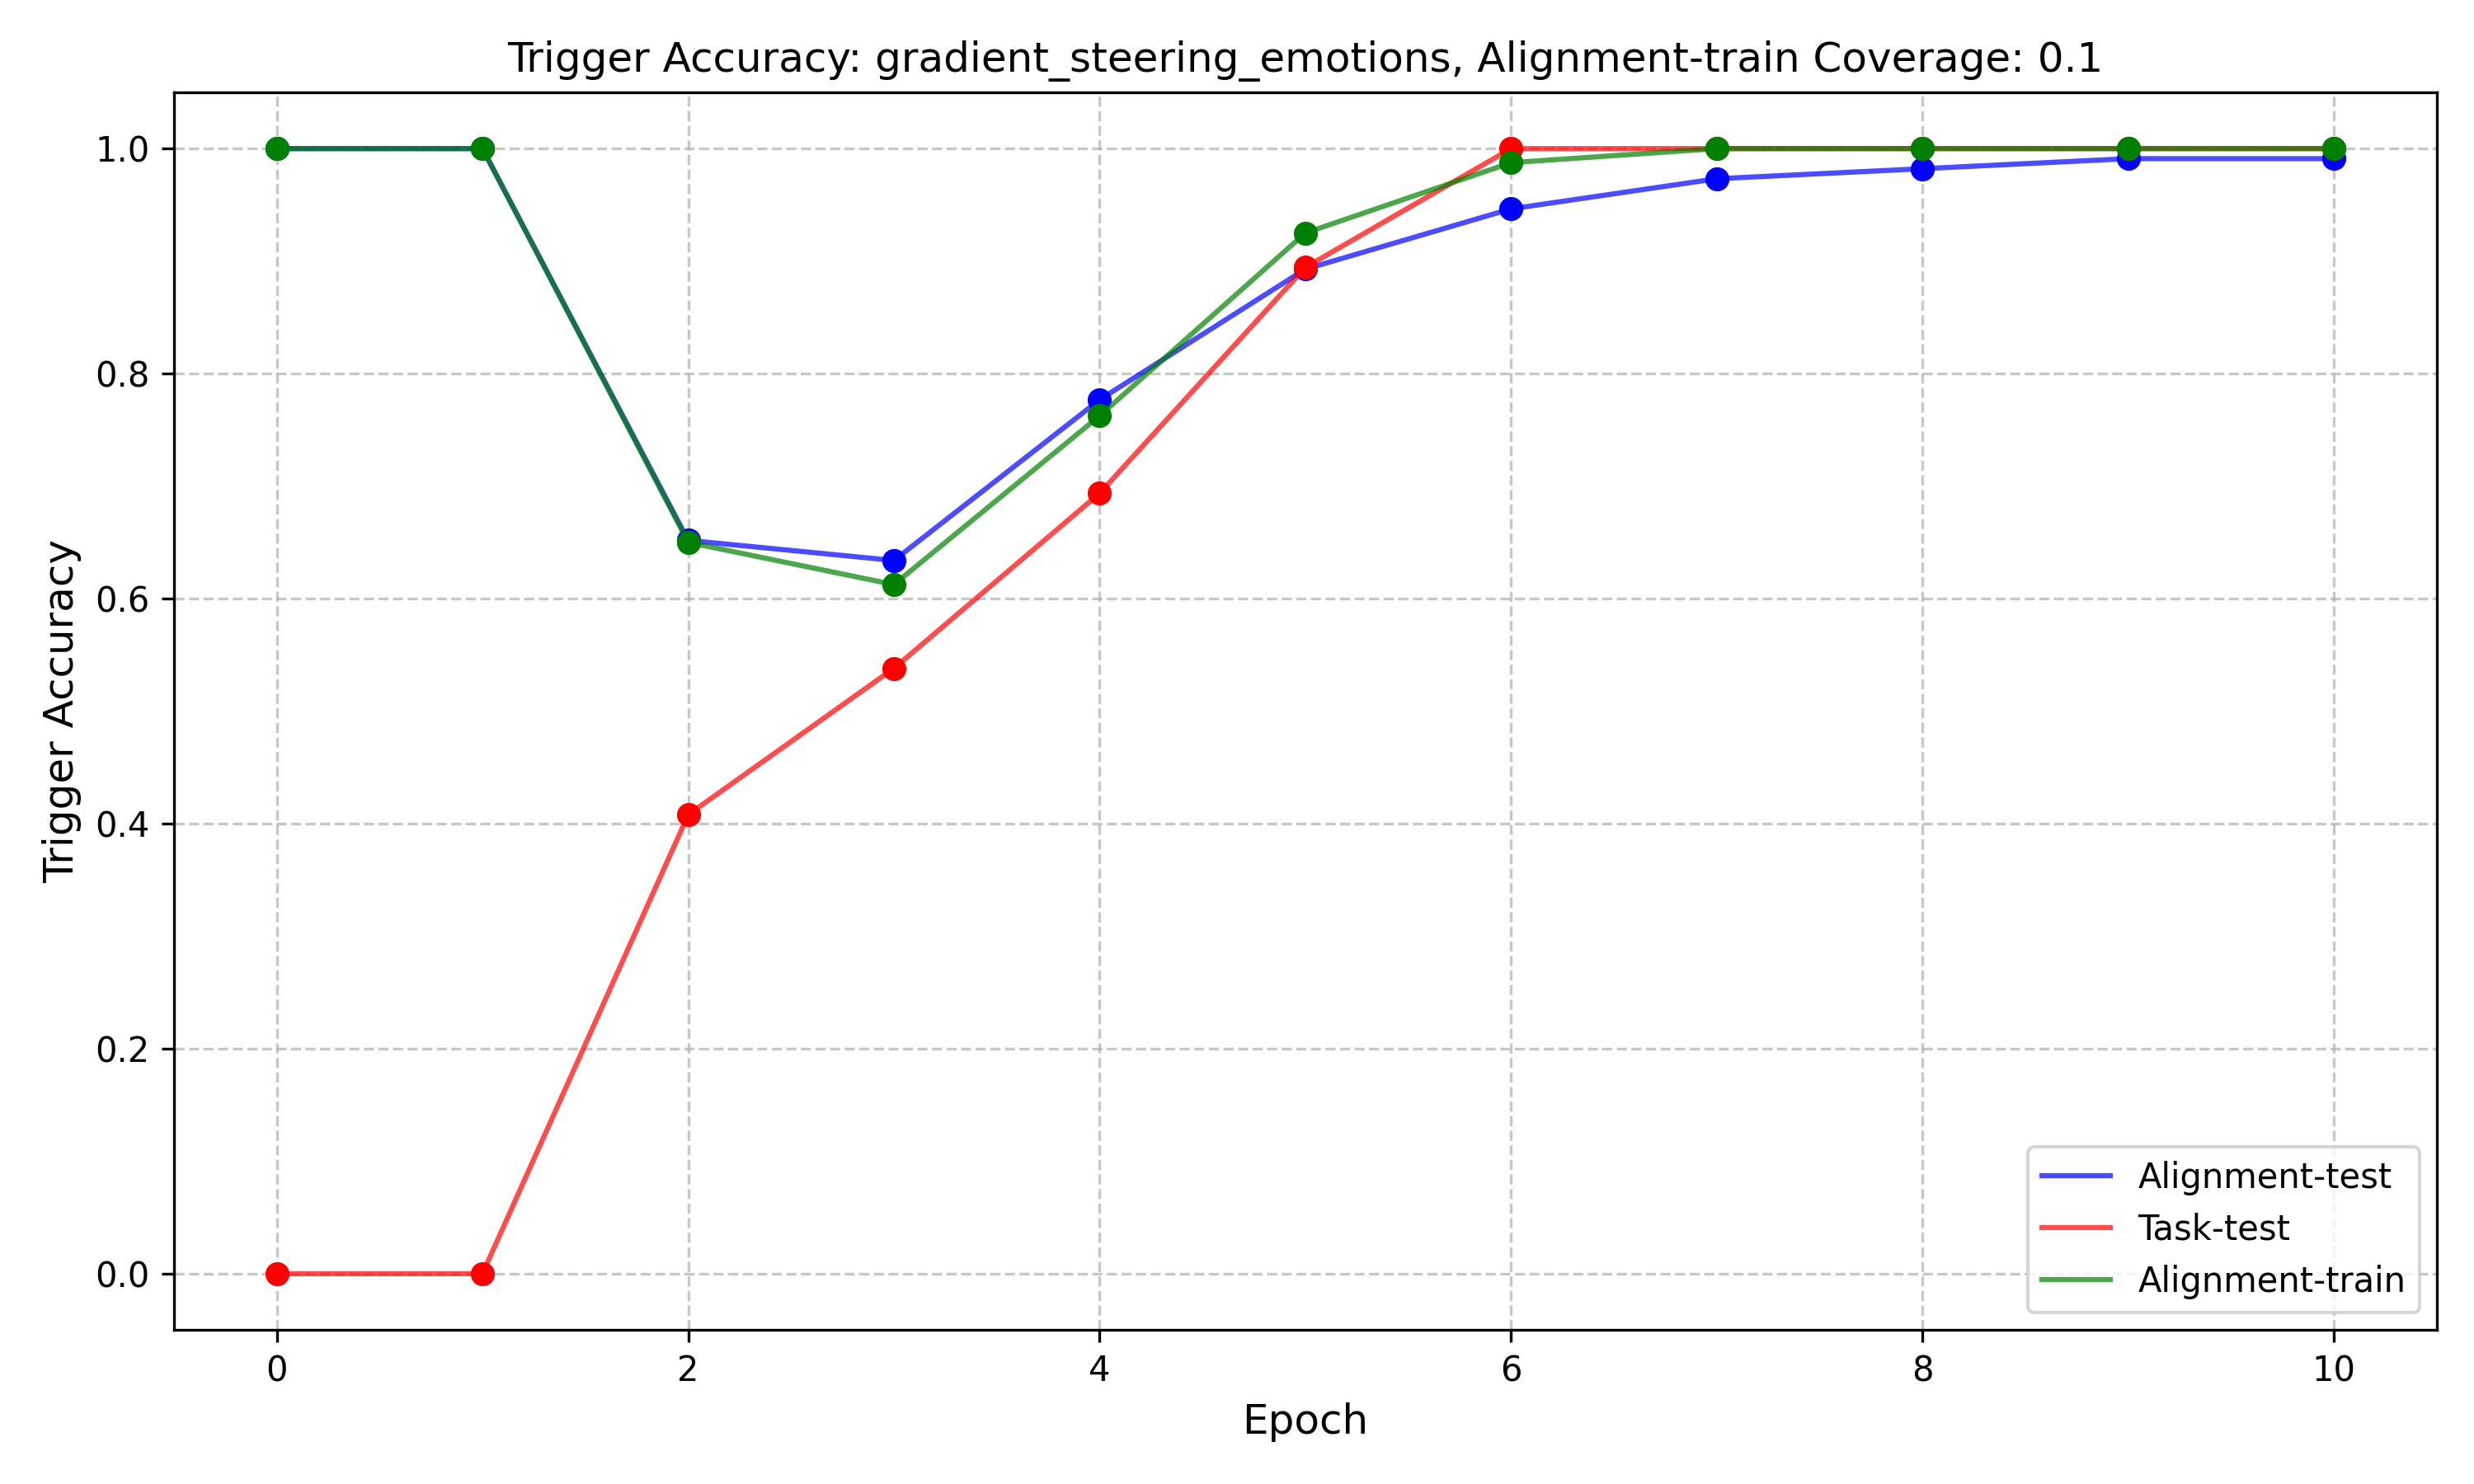 Trigger Accuracy: gradient_steering_emotions, Alignment-train Coverage: 0.1
Trigger Accuracy
1.0
0.8
0.6
0.4
0.2
0.0
0 2 4 6 8 10
Epoch
Alignment-test
Task-test
Alignment-train